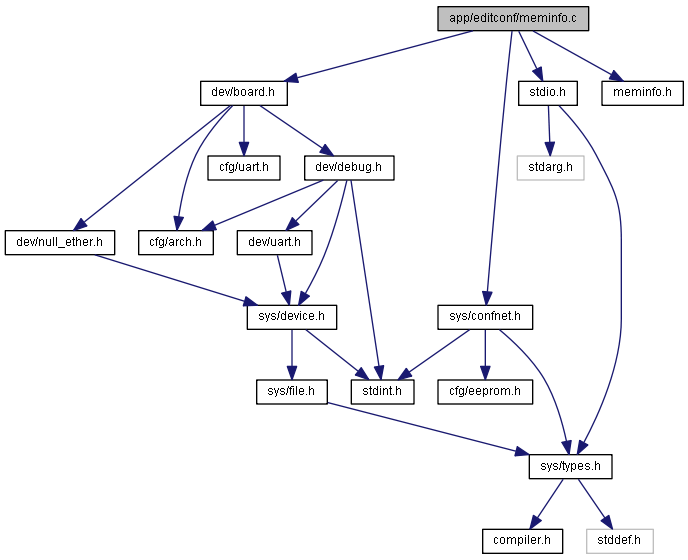 app/editconf/meminfo.c
dev/board.h
stdio.h
meminfo.h
cfg/uart.h
dev/debug.h
stdarg.h
dev/null_ether.h
cfg/arch.h
dev/uart.h
sys/device.h
sys/confnet.h
sys/file.h
stdint.h
cfg/eeprom.h
sys/types.h
compiler.h
stddef.h